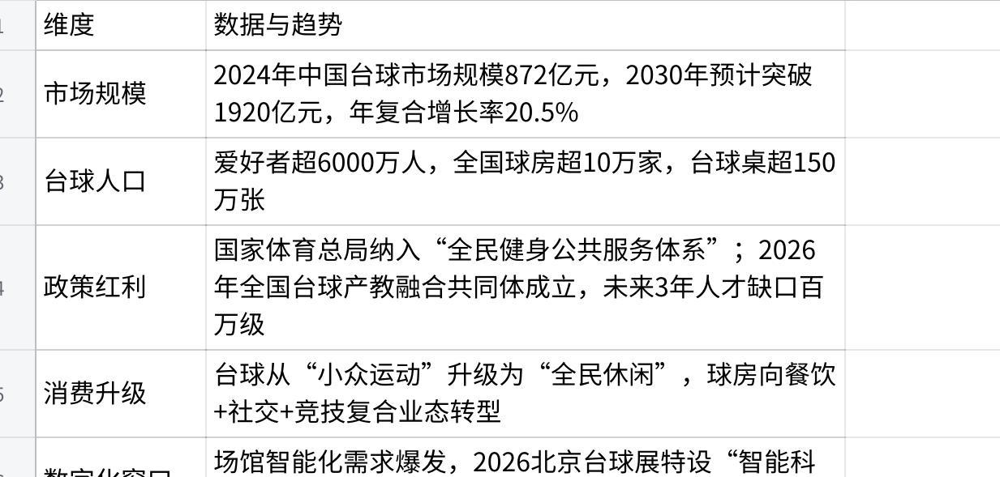 1
维度
数据与趋势
2
市场规模
2024年中国台球市场规模872亿元，2030年预计突破
1920亿元，年复合增长率20.5%
3
台球人口
爱好者超6000万人，全国球房超10万家，台球桌超150
万张
4
政策红利
国家体育总局纳入“全民健身公共服务体系”；2026
年全国台球产教融合共同体成立，未来3年人才缺口百
万级
5
消费升级
台球从“小众运动”升级为“全民休闲”，球房向餐饮
+社交+竞技复合业态转型
数字化窗口
场馆智能化需求爆发，2026北京台球展特设“智能科